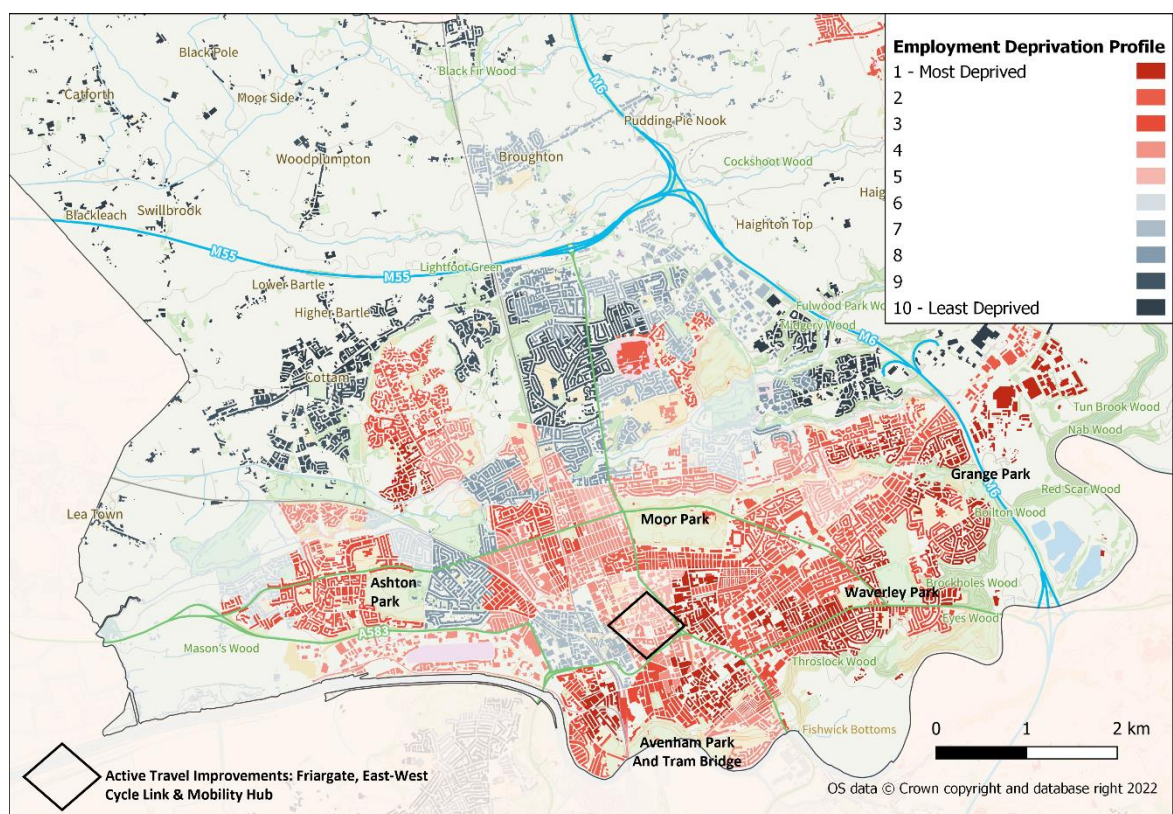 Black Pole
Black Fir Wood
M6
Catforth
Moor Side
Pudding Pie Nook
Woodplumpton
Broughton
Cockshoot Wood
Haig
Blackleach
Swillbrook
Haighton Top
M55
M55
Lightfoot Green
Lower Bartle
Higher Bartle
Fulwood Park Wo
Midgery Wood
M6
Cottam
Tun Brook Wood
Nab Wood
Grange Park
M6
Red Scar Wood
Lea Town
Moor Park
Boilton Wood
Ashton
Park
Brockholes Wood
Waverley Park
Eyes Wood
A583
Mason's Wood
Throslock Wood
Fishwick Bottoms
Avenham Park
And Tram Bridge
Employment Deprivation Profile
1 - Most Deprived
2
3
4
5
6
7
8
9
10 - Least Deprived
0 1 2 km
Active Travel Improvements: Friargate, East-West
Cycle Link & Mobility Hub
OS data © Crown copyright and database right 2022